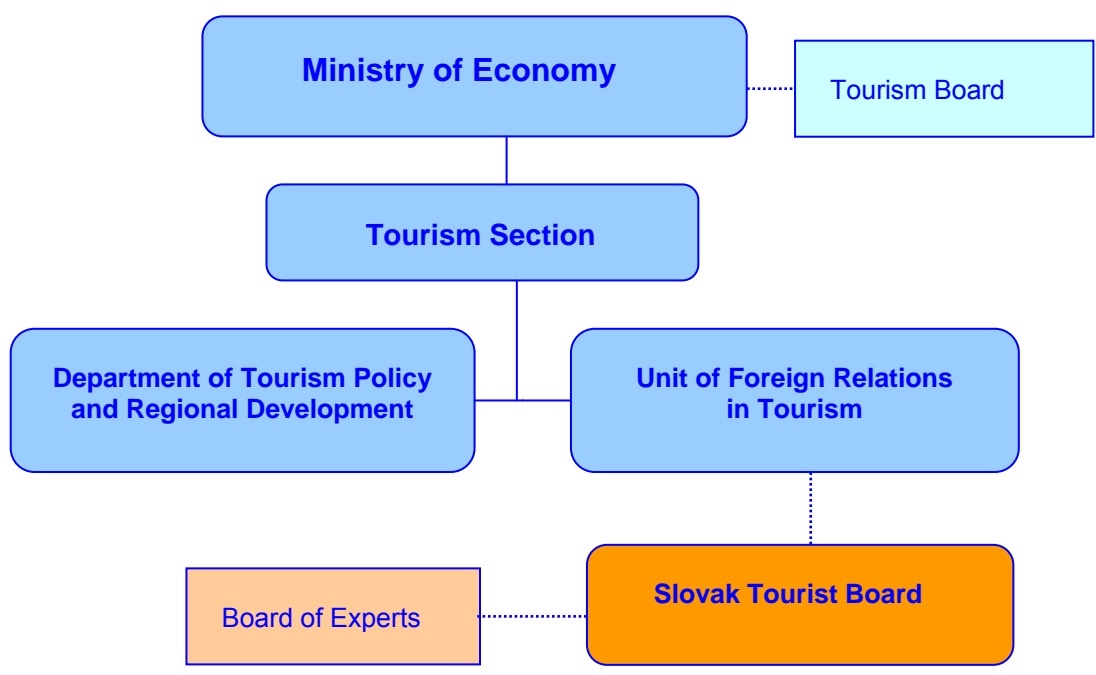 Ministry of Economy
Tourism Board
Tourism Section
Department of Tourism Policy
and Regional Development
Unit of Foreign Relations
in Tourism
Slovak Tourist Board
Board of Experts